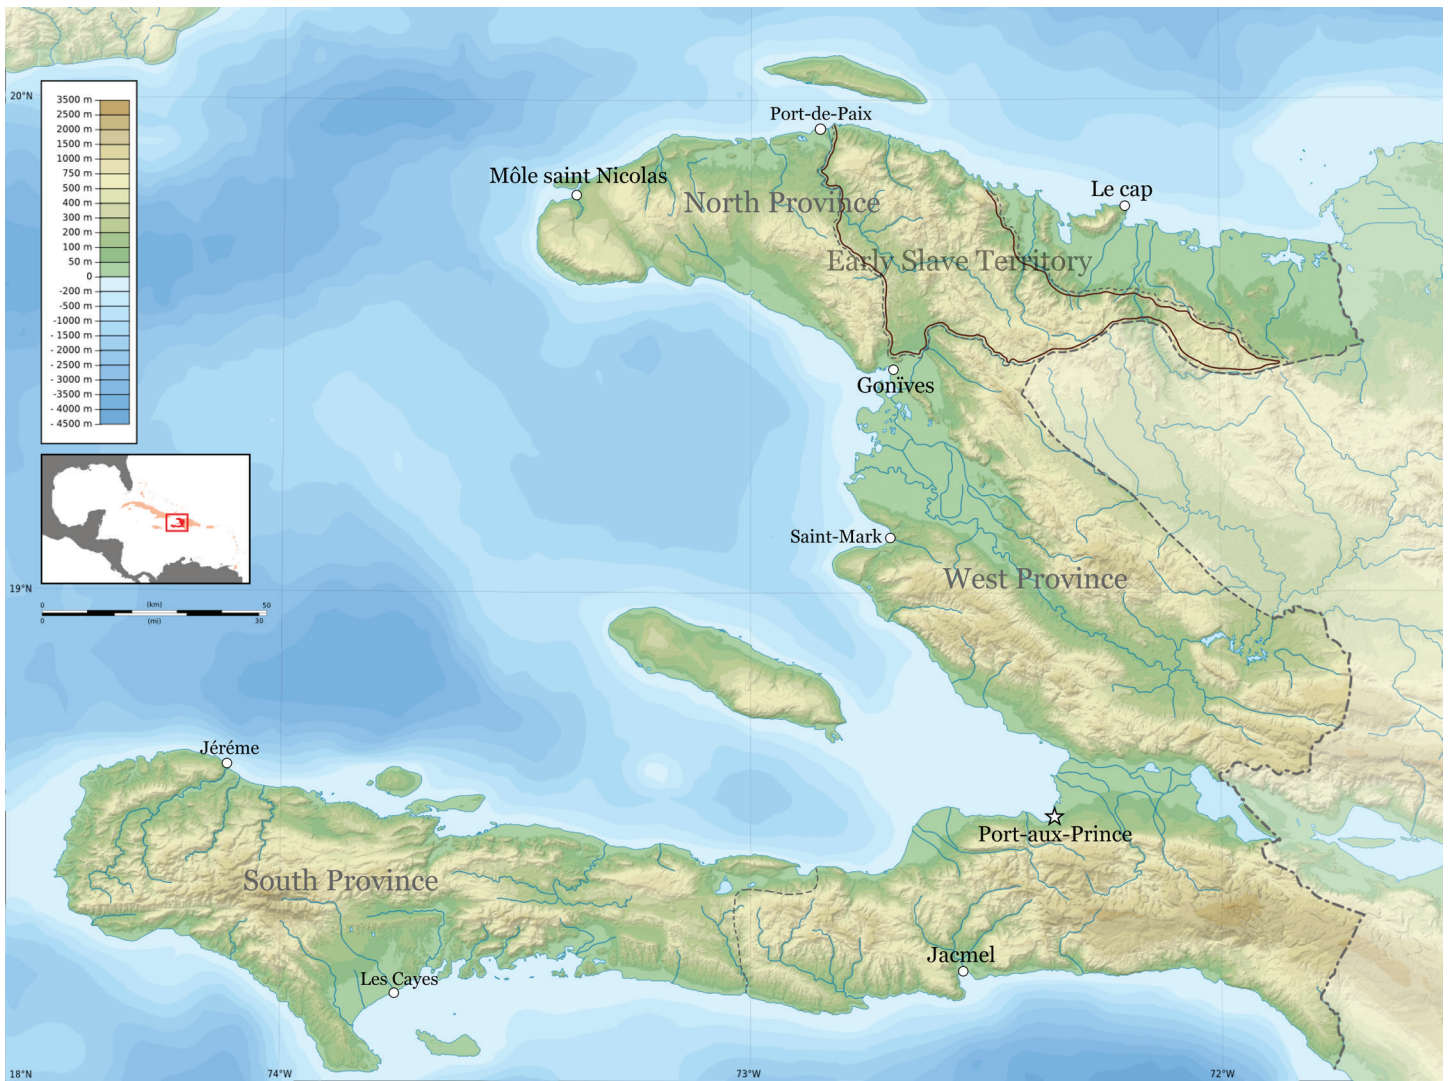 20°N
3500 m
2500 m
2000 m
1500 m
1000 m
750 m
500 m
400 m
300 m
200 m
100 m
50 m
0
-200 m
-500 m
-1000 m
- 1500 m
- 2000 m
- 2500 m
- 3000 m
- 3500 m
- 4000 m
- 4500 m
Port-de-Paix
Môle saint Nicolas
North Province
Le cap
Early Slave Territory
Gonïves
Saint-Mark
West Province
19°N
0 (km) 50
0 (mi) 30
Jéréme
Port-aux-Prince
South Province
Jacmel
Les Cayes
18°N
74°W
73°W
72°W